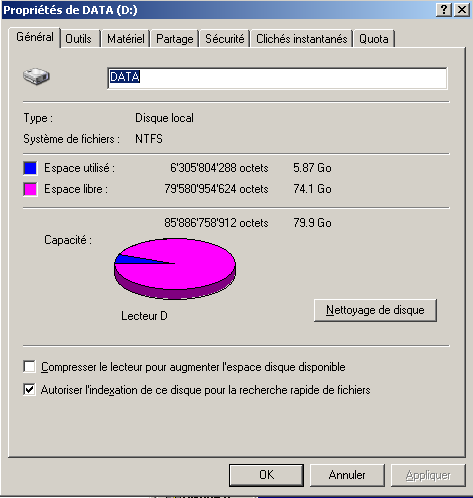 Propriétés de DATA (D:)
Général Outils Matériel Partage Sécurité Clichés instantanés Quota
DATA
Type : Disque local
Système de fichiers : NTFS
Espace utilisé : 6'305'804'288 octets 5.87 Go
Espace libre : 79'580'954'624 octets 74.1 Go
85'886'758'912 octets 79.9 Go
Capacité :
Lecteur D
Nettoyage de disque
Compresser le lecteur pour augmenter l'espace disque disponible
Autoriser l'indexation de ce disque pour la recherche rapide de fichiers
OK Annuler Appliquer